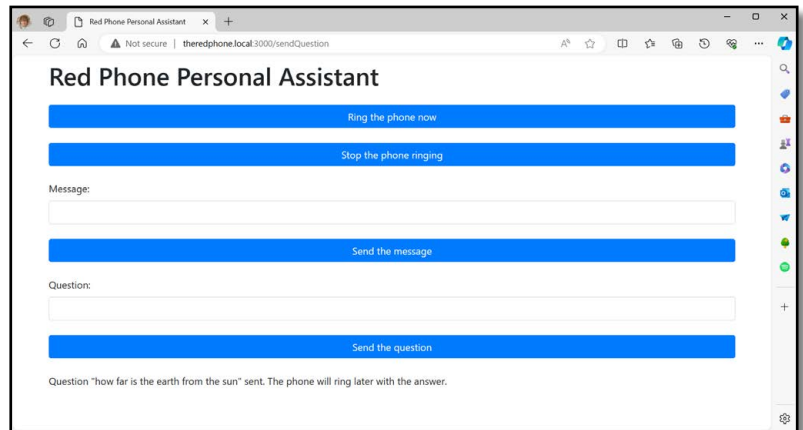 Red Phone Personal Assistant
Not secure | theredphone.local:3000/sendQuestion
Red Phone Personal Assistant
Ring the phone now
Stop the phone ringing
Message:
Send the message
Question:
Send the question
Question "how far is the earth from the sun" sent. The phone will ring later with the answer.